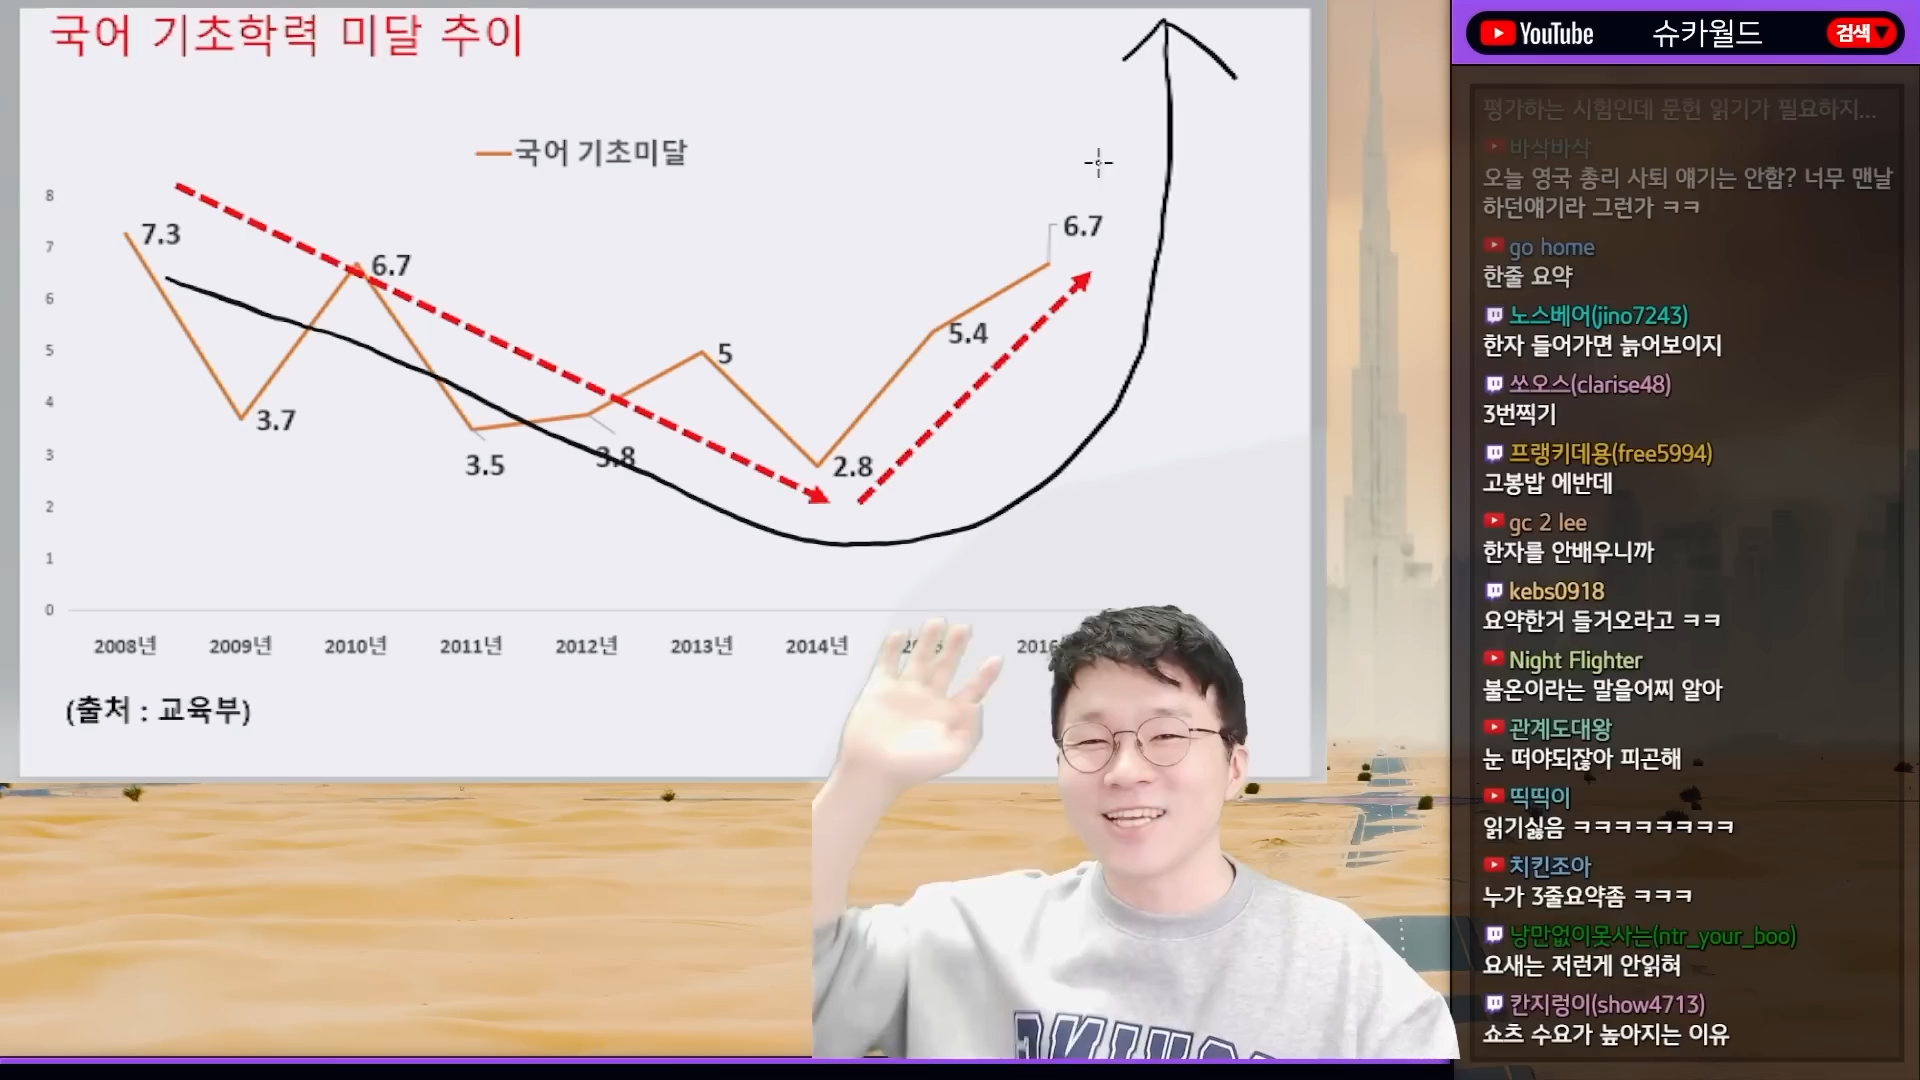 국어 기초학력 미달 추이
국어 기초미달
8
7
6
5
4
3
2
1
0
7.3
3.7
6.7
3.5
3.8
5
2.8
5.4
6.7
2008년
2009년
2010년
2011년
2012년
2013년
2014년
2016
(출처 : 교육부)
YouTube
슈카월드
검색▼
평가하는 시험인데 문헌 읽기가 필요하지...
바삭바삭
오늘 영국 총리 사퇴 얘기는 안함? 너무 맨날
하던얘기라 그런가 ㅋㅋ
go home
한줄 요약
노스베어(jino7243)
한자 들어가면 늙어보이지
쏘오스(clarise48)
3번찍기
프랭키데용(free5994)
고봉밥 에반데
gc 2 lee
한자를 안배우니까
kebs0918
요약한거 들거오라고 ㅋㅋ
Night Flighter
불온이라는 말을어찌 알아
관계도대왕
눈 떠야되잖아 피곤해
띡띡이
읽기싫음 ㅋㅋㅋㅋㅋㅋㅋㅋ
치킨조아
누가 3줄요약좀 ㅋㅋㅋ
낭만없이못사는(ntr_your_boo)
요새는 저런게 안읽혀
칸지렁이(show4713)
쇼츠 수요가 높아지는 이유